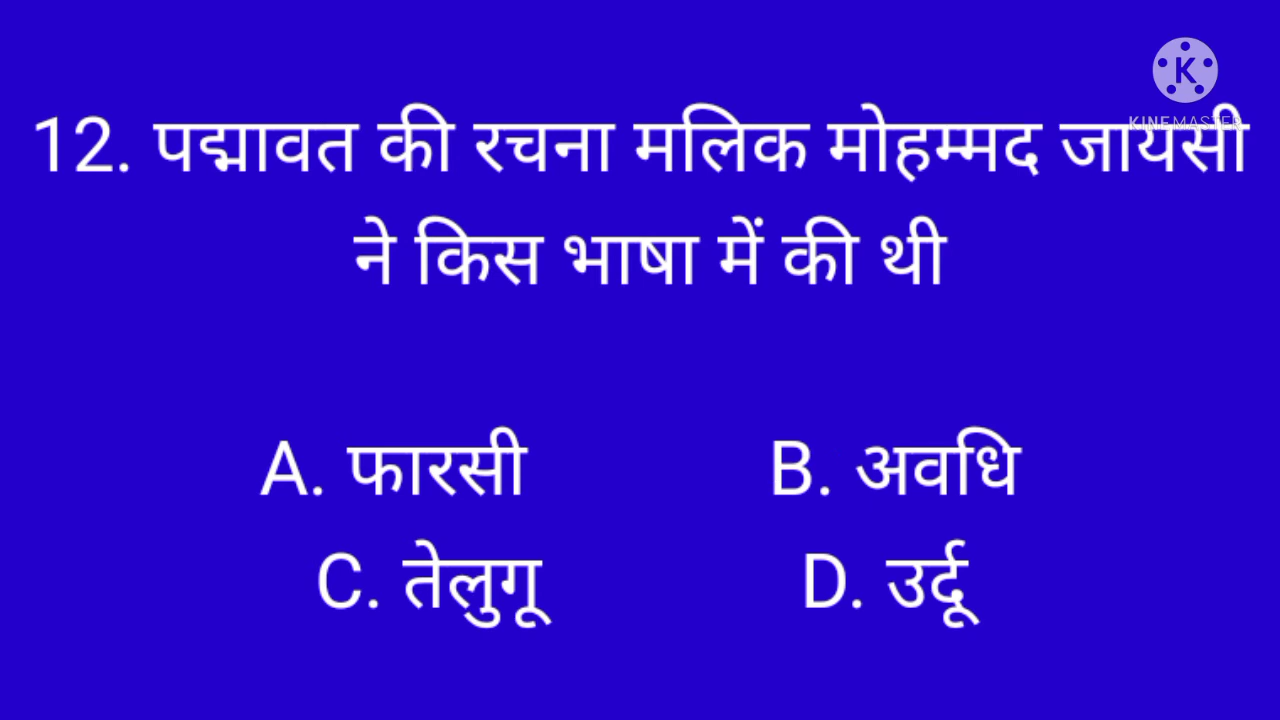 K
KINEMASTER
12. पद्मावत की रचना मलिक मोहम्मद जायसी
ने किस भाषा में की थी
A. फारसी B. अवधि
C. तेलुगू D. उर्दू